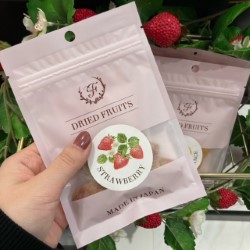 F
DRIED FRUITS
STRAWBERRY
MADE IN JAPAN
DRIED FRUITS